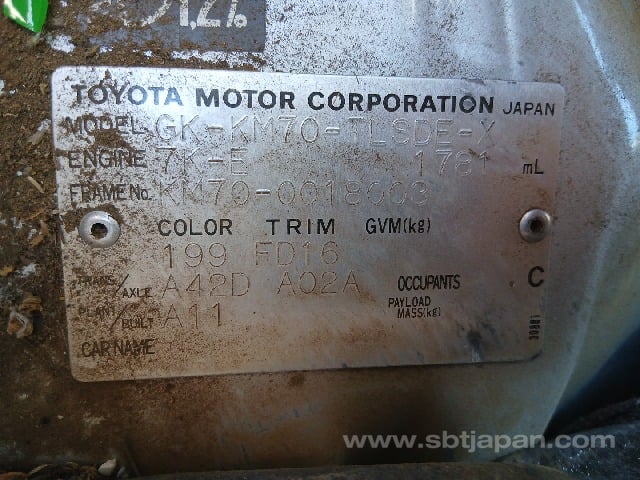 TOYOTA MOTOR CORPORATION JAPAN
MODEL GK-KM70-TLSDE-X
ENGINE 7K-E 1781 mL
FRAME No. KM70-0018003
COLOR TRIM GVM(kg)
199 FD16
TRANS/AXLE A42D A02A OCCUPANTS C
PLANT/BUILT A11 PAYLOAD MASS(kg)
CAR NAME
www.sbtjapan.com